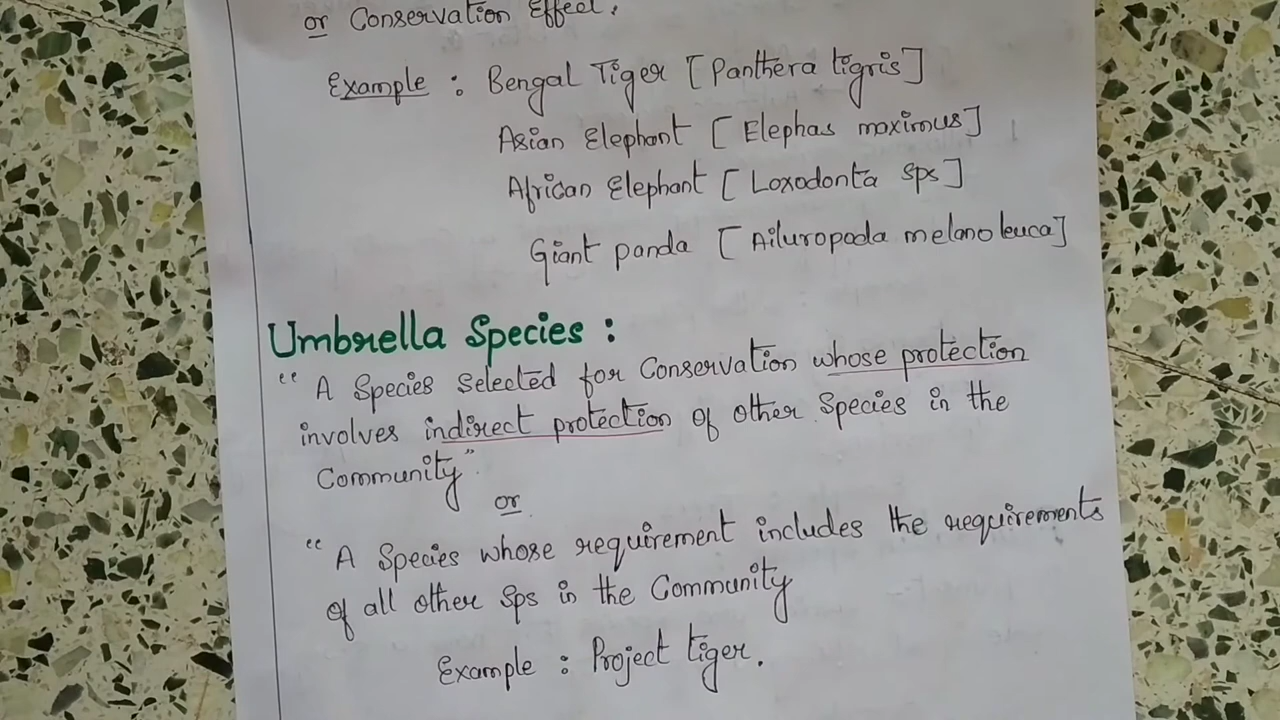 or Conservation Effect.
Example : Bengal Tiger [Panthera tigris]
Asian Elephant [Elephas maximus]
African Elephant [Loxodonta sps]
Giant panda [Ailuropoda melanoleuca]
Umbrella Species :
“ A Species selected for Conservation whose protection
involves indirect protection of other Species in the
Community”
or
“ A Species whose requirement includes the requirements
of all other sps in the Community
Example : Project tiger.